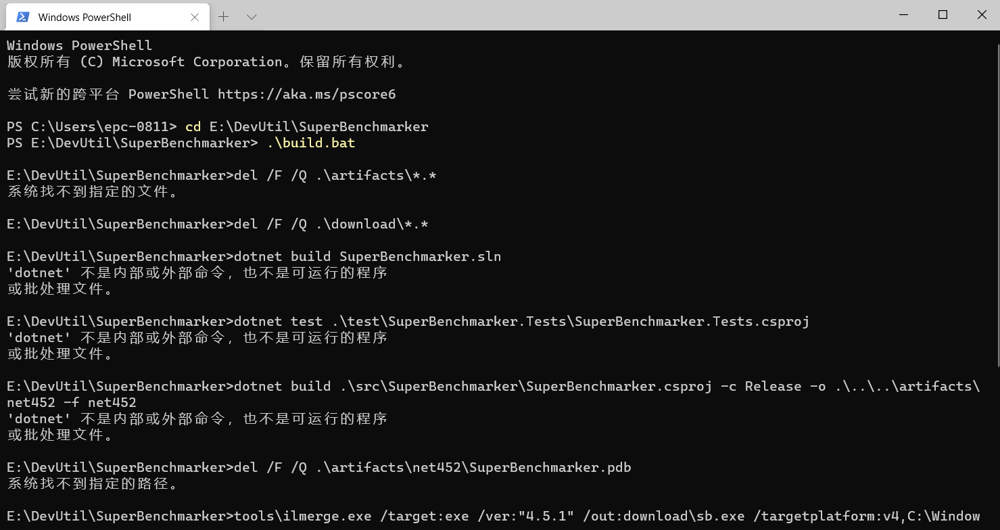 Windows PowerShell
Windows PowerShell
版权所有 (C) Microsoft Corporation。保留所有权利。
尝试新的跨平台 PowerShell https://aka.ms/pscore6
PS C:\Users\epc-0811> cd E:\DevUtil\SuperBenchmarker
PS E:\DevUtil\SuperBenchmarker> .\build.bat
E:\DevUtil\SuperBenchmarker>del /F /Q .\artifacts\*.*
系统找不到指定的文件。
E:\DevUtil\SuperBenchmarker>del /F /Q .\download\*.*
E:\DevUtil\SuperBenchmarker>dotnet build SuperBenchmarker.sln
'dotnet' 不是内部或外部命令，也不是可运行的程序
或批处理文件。
E:\DevUtil\SuperBenchmarker>dotnet test .\test\SuperBenchmarker.Tests\SuperBenchmarker.Tests.csproj
'dotnet' 不是内部或外部命令，也不是可运行的程序
或批处理文件。
E:\DevUtil\SuperBenchmarker>dotnet build .\src\SuperBenchmarker\SuperBenchmarker.csproj -c Release -o .\..\..\artifacts\
net452 -f net452
'dotnet' 不是内部或外部命令，也不是可运行的程序
或批处理文件。
E:\DevUtil\SuperBenchmarker>del /F /Q .\artifacts\net452\SuperBenchmarker.pdb
系统找不到指定的路径。
E:\DevUtil\SuperBenchmarker>tools\ilmerge.exe /target:exe /ver:"4.5.1" /out:download\sb.exe /targetplatform:v4,C:\Window